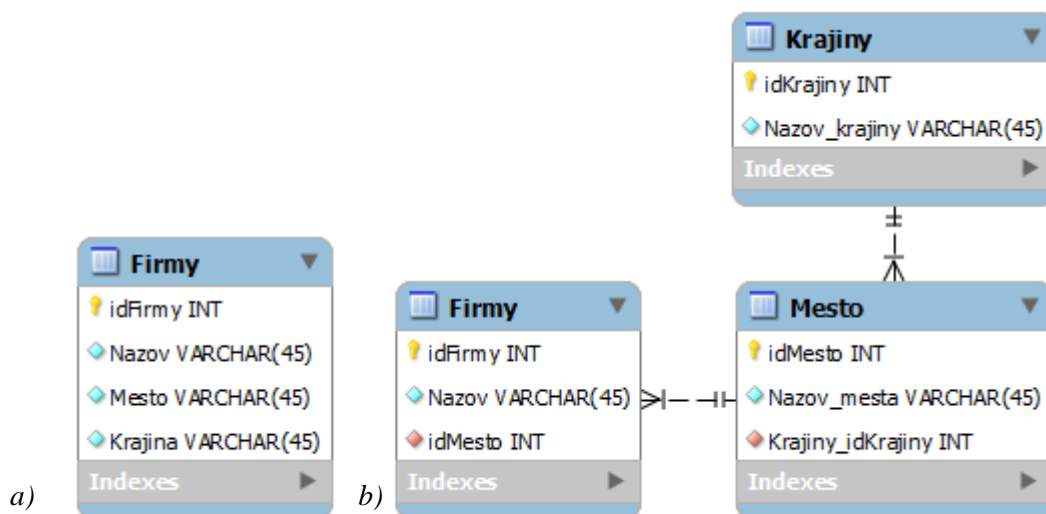 a)
Firmy
idFirmy INT
Nazov VARCHAR(45)
Mesto VARCHAR(45)
Krajina VARCHAR(45)
Indexes
b)
Firmy
idFirmy INT
Nazov VARCHAR(45)
idMesto INT
Indexes
Krajiny
idKrajiny INT
Nazov_krajiny VARCHAR(45)
Indexes
Mesto
idMesto INT
Nazov_mesta VARCHAR(45)
Krajiny_idKrajiny INT
Indexes